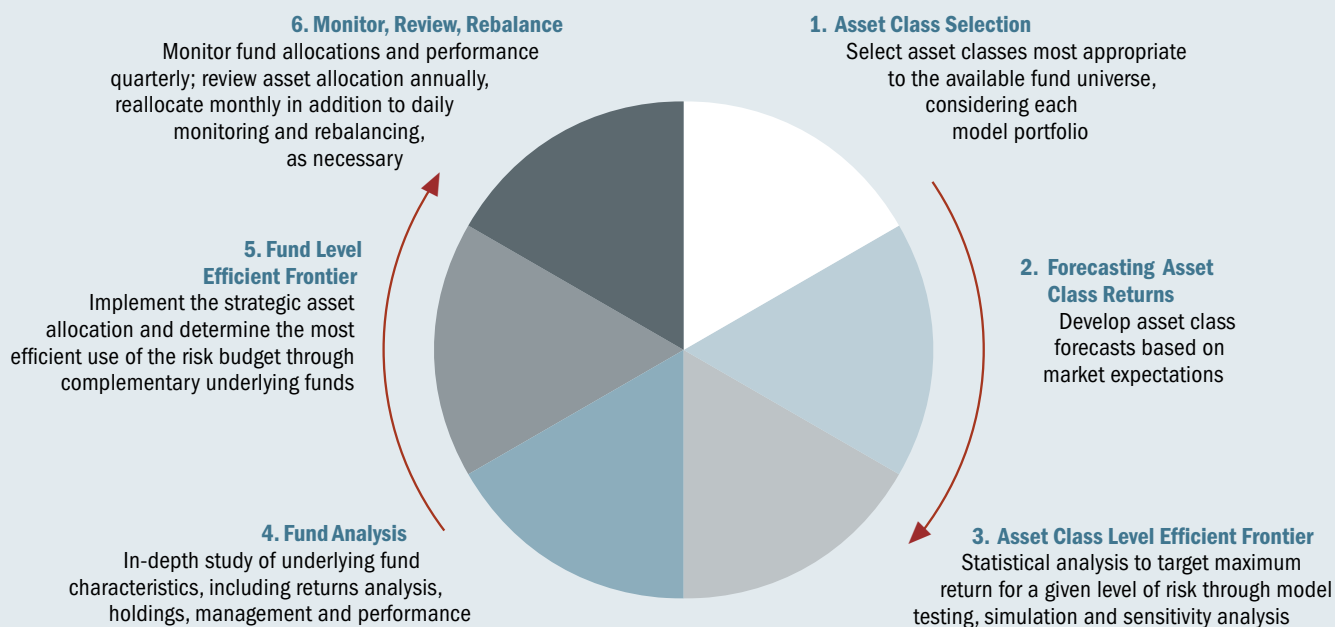 1. Asset Class Selection
Select asset classes most appropriate
to the available fund universe,
considering each
model portfolio
2. Forecasting Asset
Class Returns
Develop asset class
forecasts based on
market expectations
3. Asset Class Level Efficient Frontier
Statistical analysis to target maximum
return for a given level of risk through model
testing, simulation and sensitivity analysis
4. Fund Analysis
In-depth study of underlying fund
characteristics, including returns analysis,
holdings, management and performance
5. Fund Level
Efficient Frontier
Implement the strategic asset
allocation and determine the most
efficient use of the risk budget through
complementary underlying funds
6. Monitor, Review, Rebalance
Monitor fund allocations and performance
quarterly; review asset allocation annually,
reallocate monthly in addition to daily
monitoring and rebalancing,
as necessary